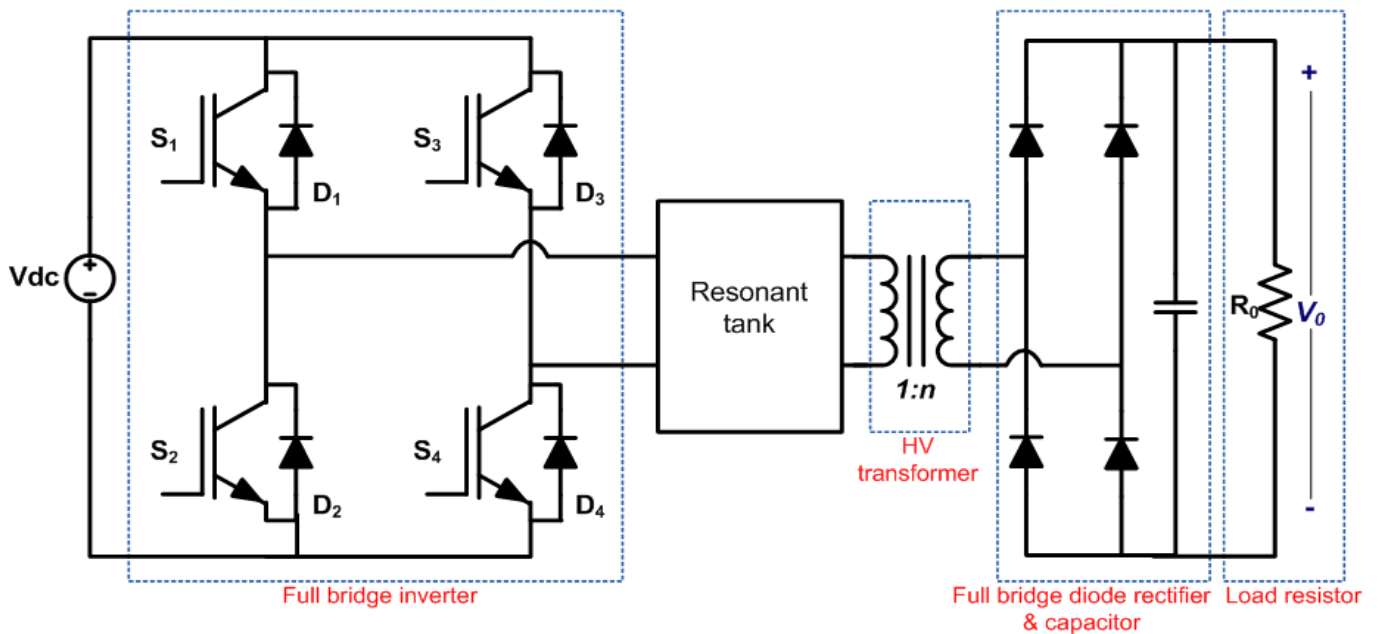 S1
D1
S3
D3
Vdc
+
−
S2
D2
S4
D4
Full bridge inverter
Resonant
tank
1:n
HV
transformer
Full bridge diode rectifier
& capacitor
R0
+
V0
-
Load resistor